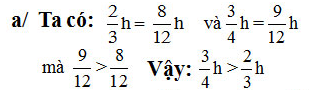 a/ Ta có: 2/3 h = 8/12 h và 3/4 h = 9/12 h
mà 9/12 > 8/12 Vậy: 3/4 h > 2/3 h